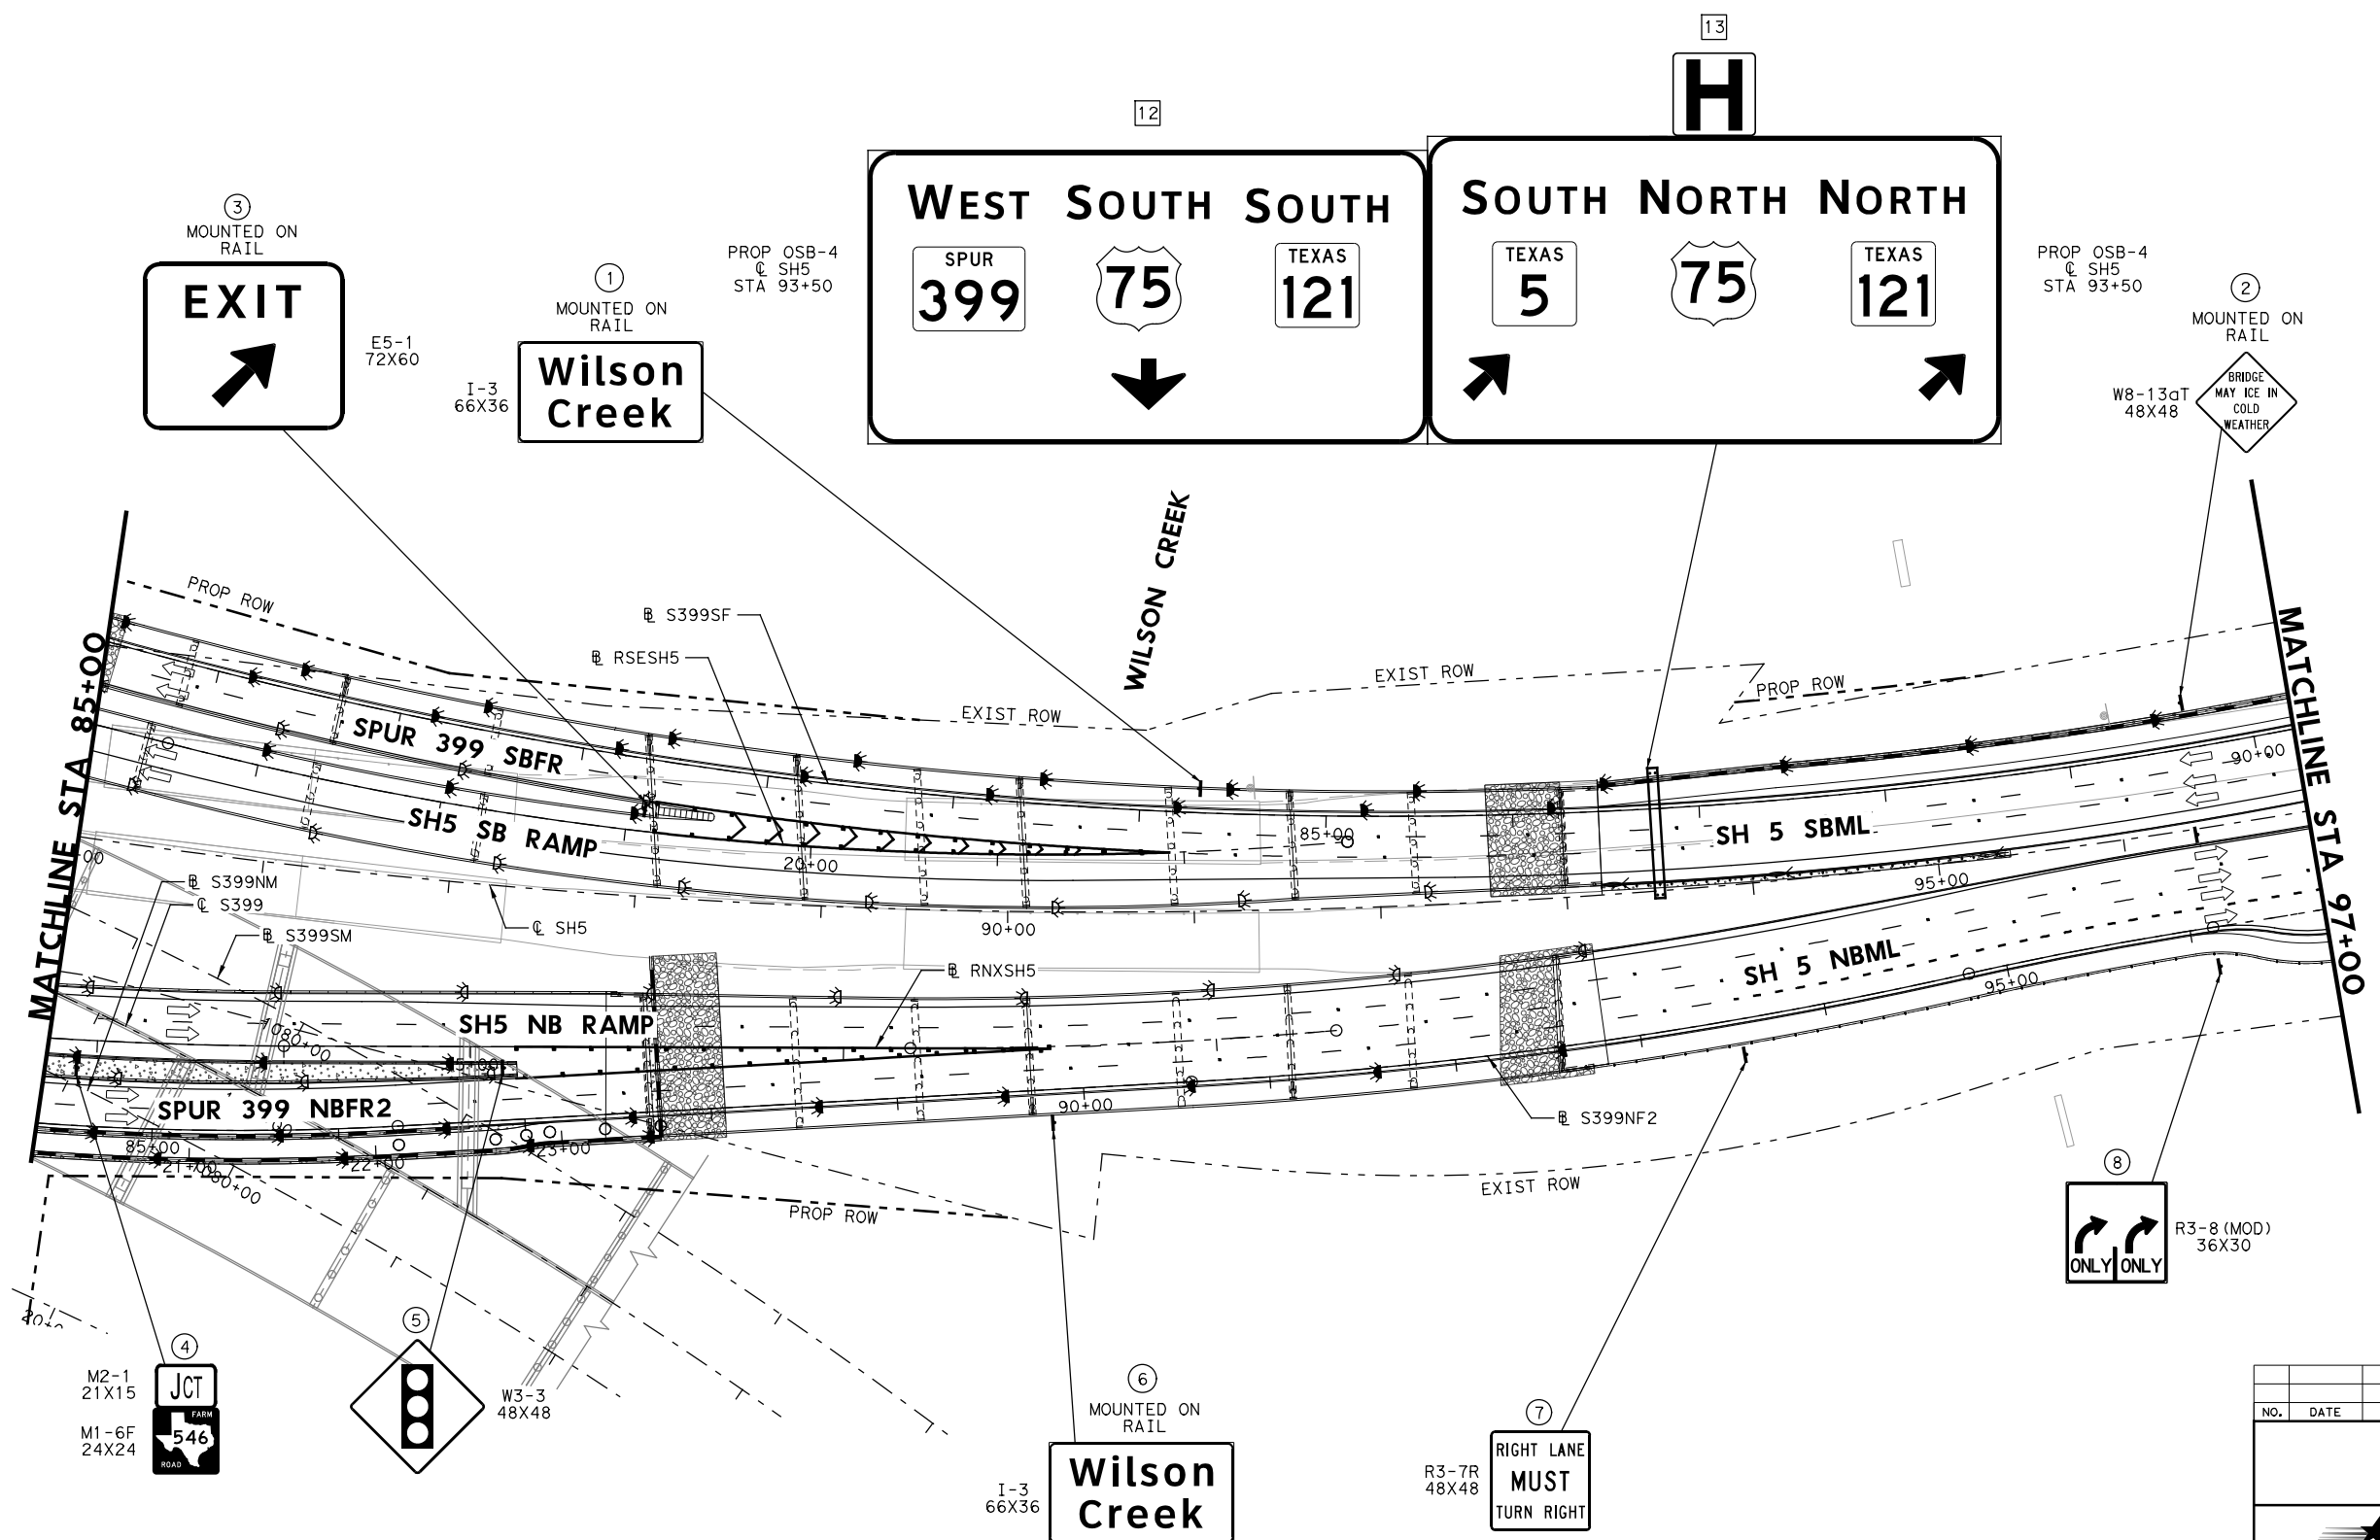 13
H
12
WEST SOUTH SOUTH
SPUR
399
75
TEXAS
121
SOUTH NORTH NORTH
TEXAS
5
75
TEXAS
121
PROP OSB-4
℄ SH5
STA 93+50
PROP OSB-4
℄ SH5
STA 93+50
3
MOUNTED ON
RAIL
EXIT
E5-1
72X60
1
MOUNTED ON
RAIL
I-3
66X36
Wilson
Creek
2
MOUNTED ON
RAIL
W8-13aT
48X48
BRIDGE
MAY ICE IN
COLD
WEATHER
WILSON CREEK
MATCHLINE STA 85+00
MATCHLINE STA 97+00
PROP ROW
EXIST ROW
EXIST ROW
PROP ROW
B S399SF
B RSESH5
SPUR 399 SBFR
SH5 SB RAMP
20+00
85+00
SH 5 SBML
90+00
95+00
B S399NM
℄ S399
B S399SM
℄ SH5
90+00
B RNXSH5
SH 5 NBML
95+00
SH5 NB RAMP
1080+00
SPUR 399 NBFR2
90+00
85+00
21+00
22+00
23+00
1080+00
B S399NF2
EXIST ROW
PROP ROW
4
M2-1
21X15
JCT
M1-6F
24X24
FARM
546
ROAD
5
W3-3
48X48
6
MOUNTED ON
RAIL
I-3
66X36
Wilson
Creek
7
R3-7R
48X48
RIGHT LANE
MUST
TURN RIGHT
8
ONLY ONLY
R3-8(MOD)
36X30
NO. DATE